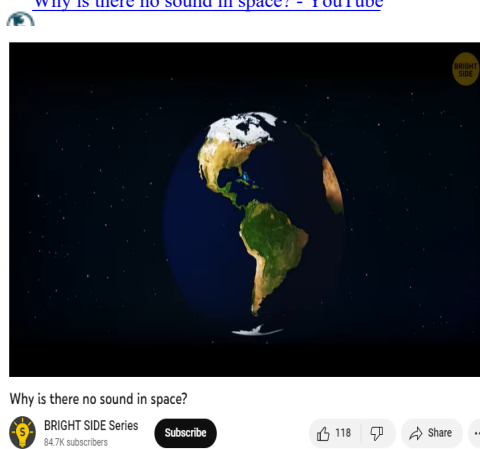 Why is there no sound in space? - YouTube
BRIGHT
SIDE
Why is there no sound in space?
S
BRIGHT SIDE Series
84.7K subscribers
Subscribe
118
Share